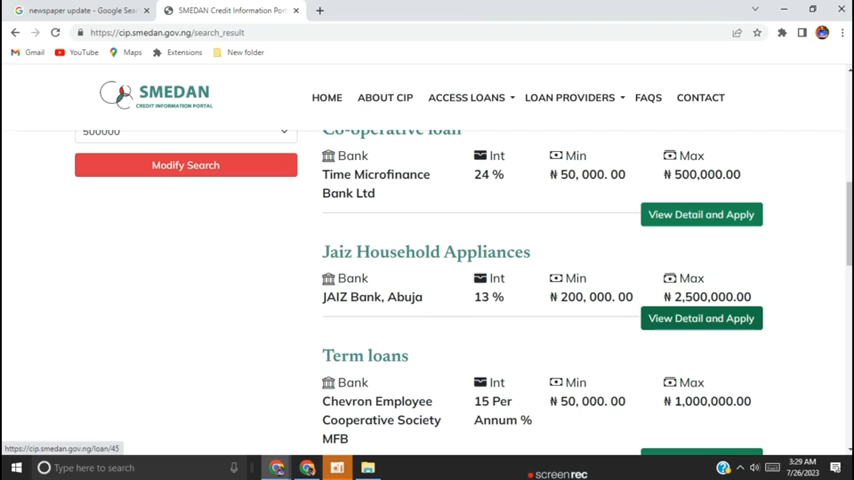 newspaper update - Google Sea
SMEDAN Credit Information Port
https://cip.smedan.gov.ng/search_result
Gmail
YouTube
Maps
Extensions
New folder
SMEDAN
CREDIT INFORMATION PORTAL
HOME
ABOUT CIP
ACCESS LOANS
LOAN PROVIDERS
FAQS
CONTACT
500000
Modify Search
Co-operative loan
Bank Int Min Max
Time Microfinance 24 % ₦ 50, 000. 00 ₦ 500,000.00
Bank Ltd
View Detail and Apply
Jaiz Household Appliances
Bank Int Min Max
JAIZ Bank, Abuja 13 % ₦ 200, 000. 00 ₦ 2,500,000.00
View Detail and Apply
Term loans
Bank Int Min Max
Chevron Employee 15 Per ₦ 50, 000. 00 ₦ 1,000,000.00
Cooperative Society Annum %
MFB
https://cip.smedan.gov.ng/loan/45
Type here to search
3:29 AM
7/26/2023
screenrec